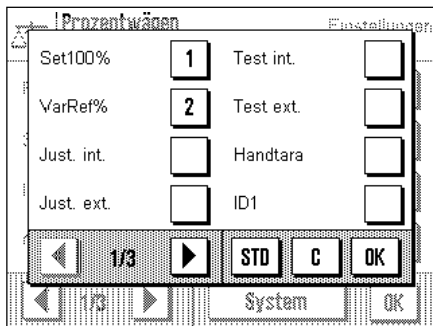 Prozentwägen Einstellungen
Set100% 1 Test int.
VarRef% 2 Test ext.
Just. int. Handtara
Just. ext. ID1
1/3 STD C OK
1/3 System OK